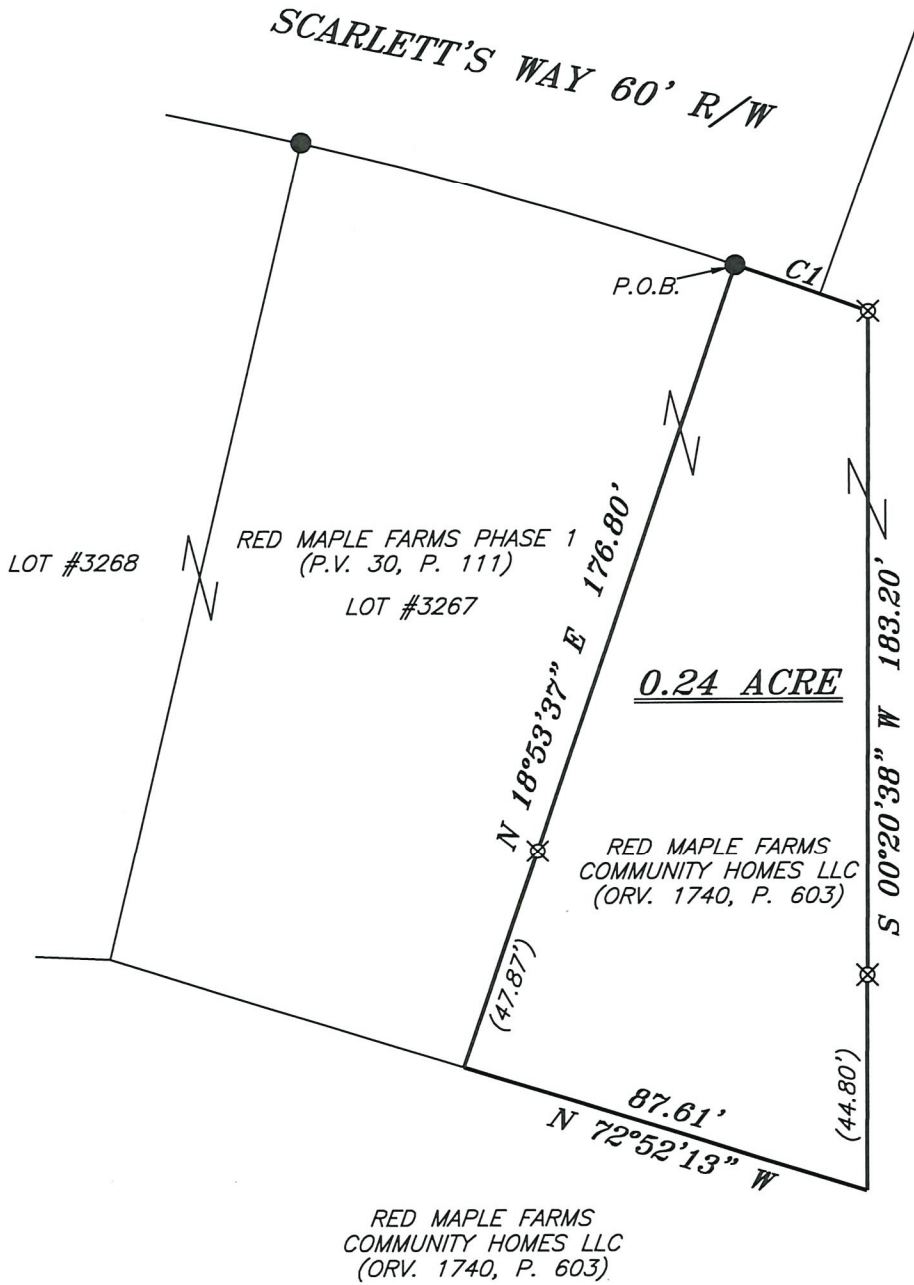 SCARLETT'S WAY 60' R/W
C1
P.O.B.
LOT #3268
RED MAPLE FARMS PHASE 1
(P.V. 30, P. 111)
LOT #3267
N 18°53'37" E 176.80'
S 00°20'38" W 183.20'
0.24 ACRE
RED MAPLE FARMS
COMMUNITY HOMES LLC
(ORV. 1740, P. 603)
(47.87')
(44.80')
87.61'
N 72°52'13" W
RED MAPLE FARMS
COMMUNITY HOMES LLC
(ORV. 1740, P. 603)